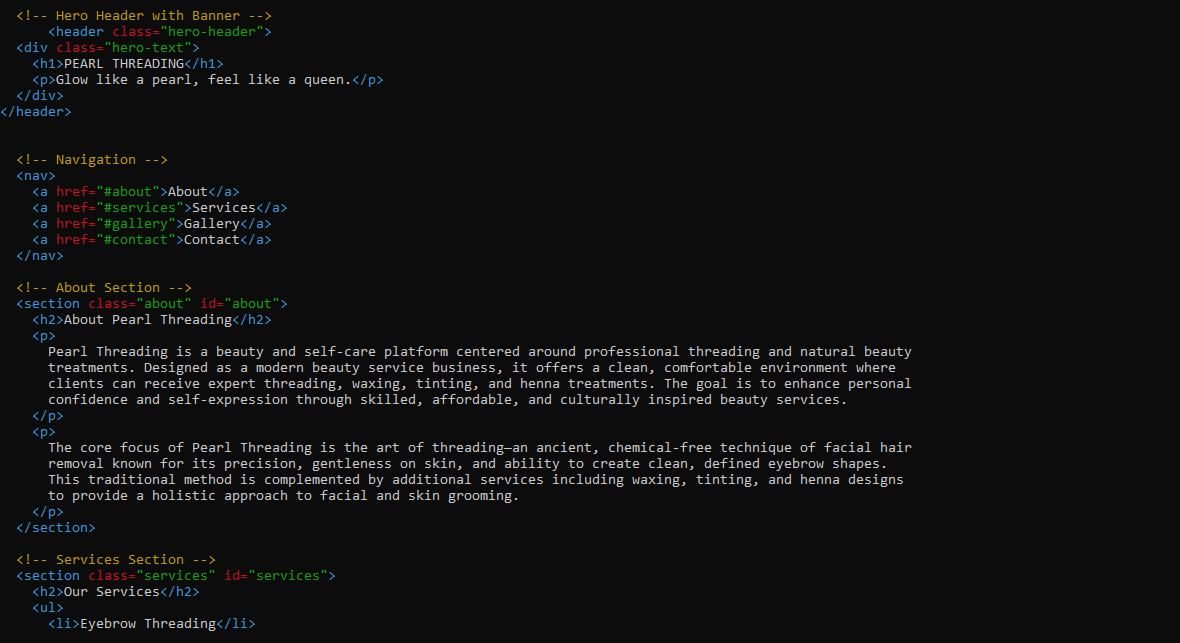 <!-- Hero Header with Banner -->
<header class="hero-header">
<div class="hero-text">
<h1>PEARL THREADING</h1>
<p>Glow like a pearl, feel like a queen.</p>
</div>
</header>
<!-- Navigation -->
<nav>
<a href="#about">About</a>
<a href="#services">Services</a>
<a href="#gallery">Gallery</a>
<a href="#contact">Contact</a>
</nav>
<!-- About Section -->
<section class="about" id="about">
<h2>About Pearl Threading</h2>
<p>
Pearl Threading is a beauty and self-care platform centered around professional threading and natural beauty
treatments. Designed as a modern beauty service business, it offers a clean, comfortable environment where
clients can receive expert threading, waxing, tinting, and henna treatments. The goal is to enhance personal
confidence and self-expression through skilled, affordable, and culturally inspired beauty services.
</p>
<p>
The core focus of Pearl Threading is the art of threading—an ancient, chemical-free technique of facial hair
removal known for its precision, gentleness on skin, and ability to create clean, defined eyebrow shapes.
This traditional method is complemented by additional services including waxing, tinting, and henna designs
to provide a holistic approach to facial and skin grooming.
</p>
</section>
<!-- Services Section -->
<section class="services" id="services">
<h2>Our Services</h2>
<ul>
<li>Eyebrow Threading</li>